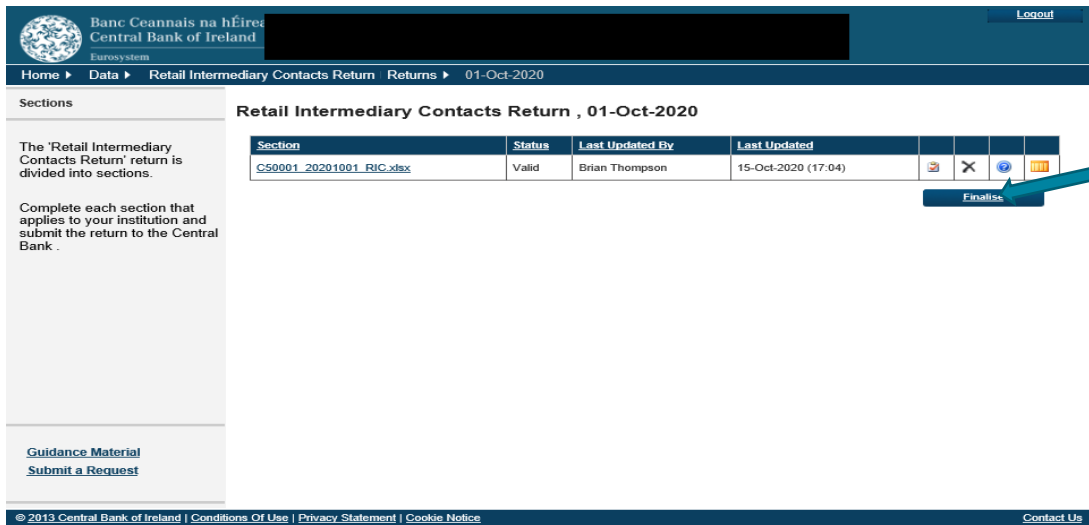 Banc Ceannais na hÉirea
Central Bank of Ireland
Eurosystem
Logout
Home Data Retail Intermediary Contacts Return Returns 01-Oct-2020
Sections
The 'Retail Intermediary
Contacts Return' return is
divided into sections.
Complete each section that
applies to your institution and
submit the return to the Central
Bank .
Guidance Material
Submit a Request
Retail Intermediary Contacts Return , 01-Oct-2020
Section Status Last Updated By Last Updated
C50001_20201001_RIC.xlsx Valid Brian Thompson 15-Oct-2020 (17:04)
Finalise
© 2013 Central Bank of Ireland | Conditions Of Use | Privacy Statement | Cookie Notice
Contact Us